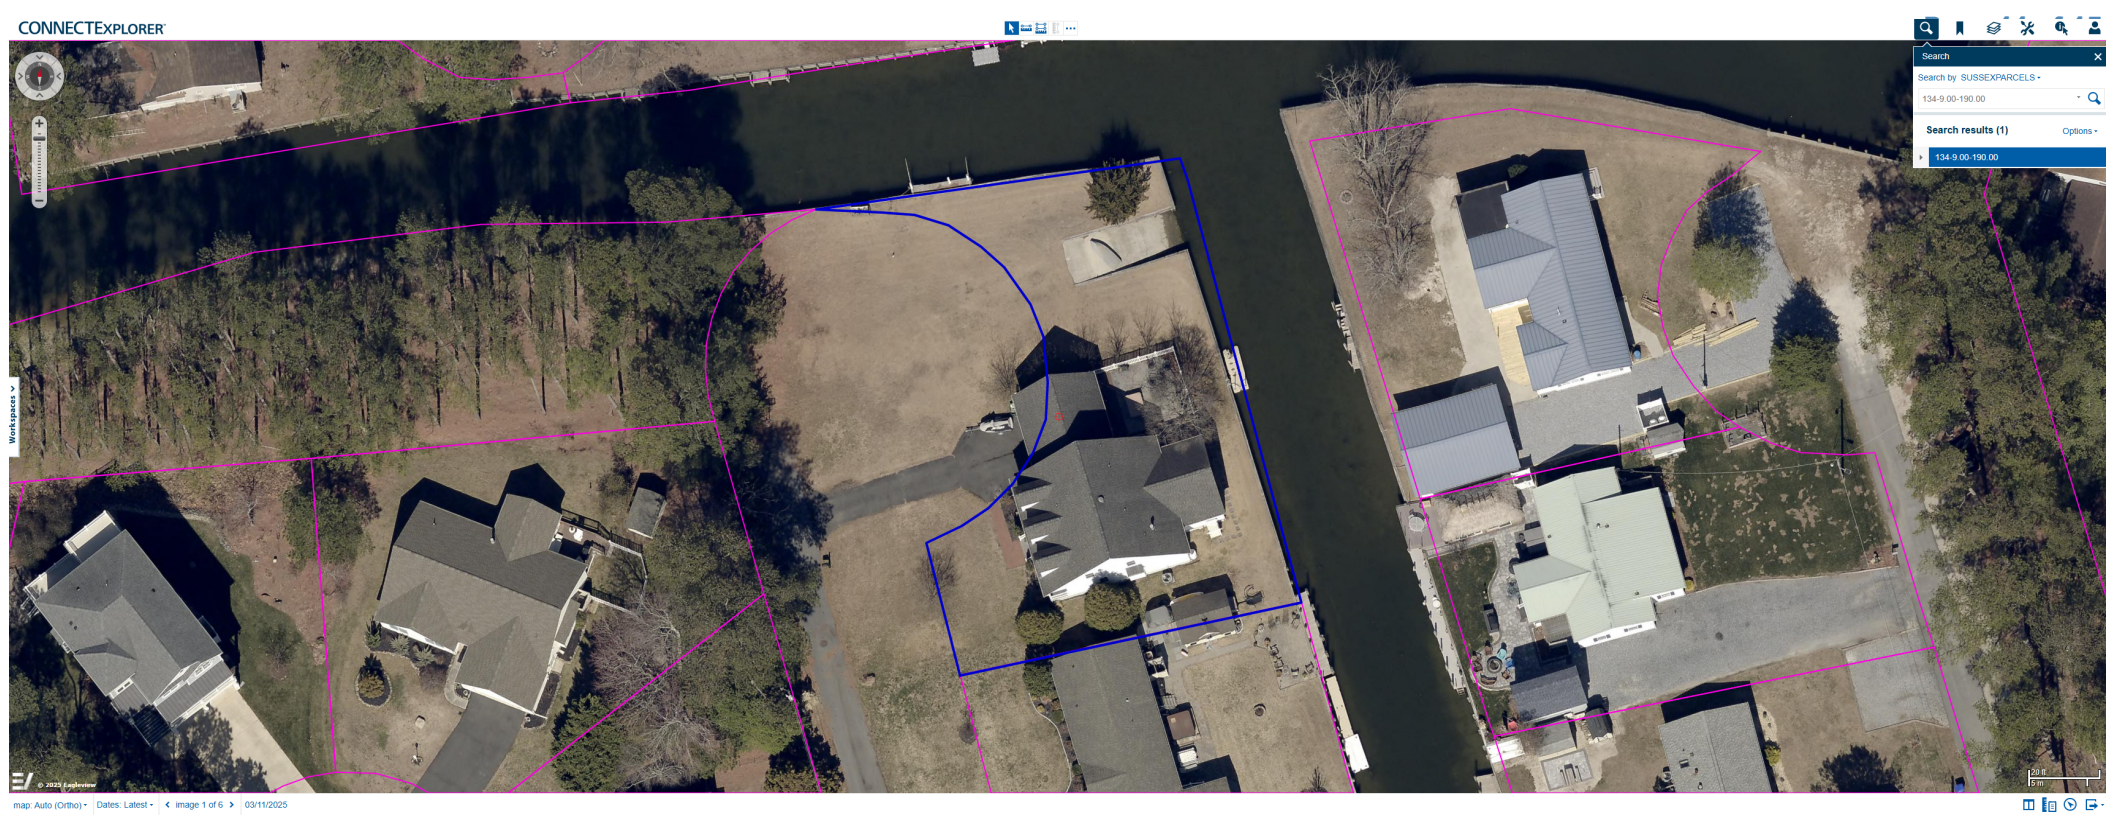 CONNECTEXPLORER
Search
Search by SUSSEXPARCELS
134-9.00-190.00
Search results (1)
Options
134-9.00-190.00
Workspaces
© 2025 Eagleview
20 ft
5 m
map: Auto (Ortho)
Dates: Latest
image 1 of 6
03/11/2025